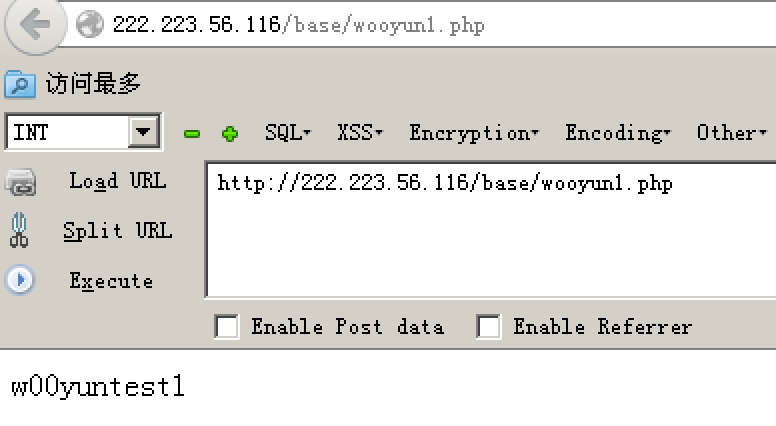 222.223.56.116/base/wooyun1.php
访问最多
INT SQL XSS Encryption Encoding Other
Load URL http://222.223.56.116/base/wooyun1.php
Split URL
Execute
Enable Post data Enable Referrer
w00yuntest1